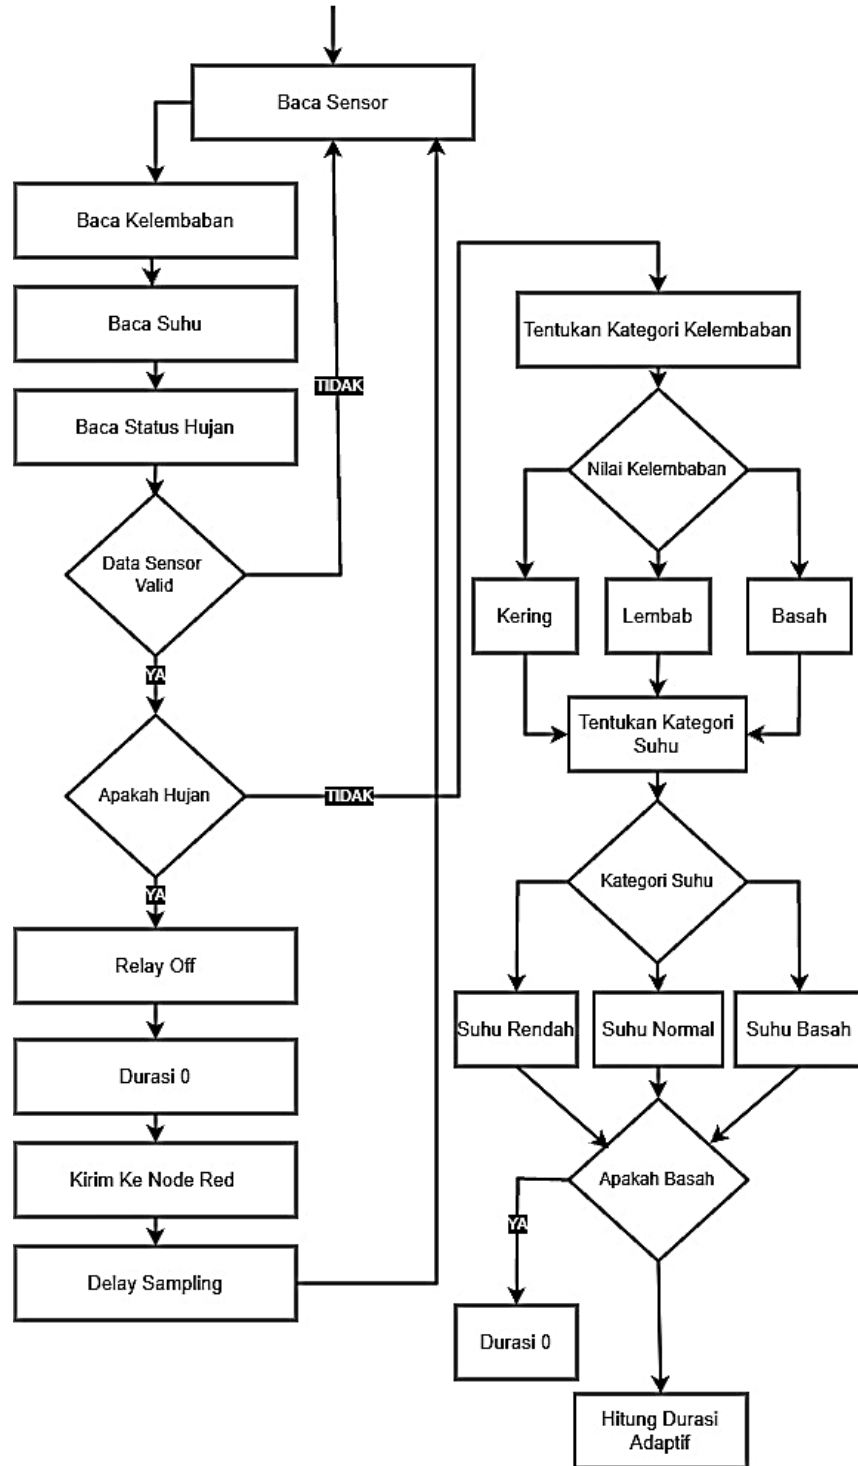 Baca Sensor
Baca Kelembaban
Baca Suhu
Baca Status Hujan
TIDAK
Data Sensor
Valid
YA
Apakah Hujan
TIDAK
YA
Relay Off
Durasi 0
Kirim Ke Node Red
Delay Sampling
Tentukan Kategori Kelembaban
Nilai Kelembaban
Kering
Lembab
Basah
Tentukan Kategori
Suhu
Kategori Suhu
Suhu Rendah
Suhu Normal
Suhu Basah
Apakah Basah
YA
Durasi 0
Hitung Durasi
Adaptif